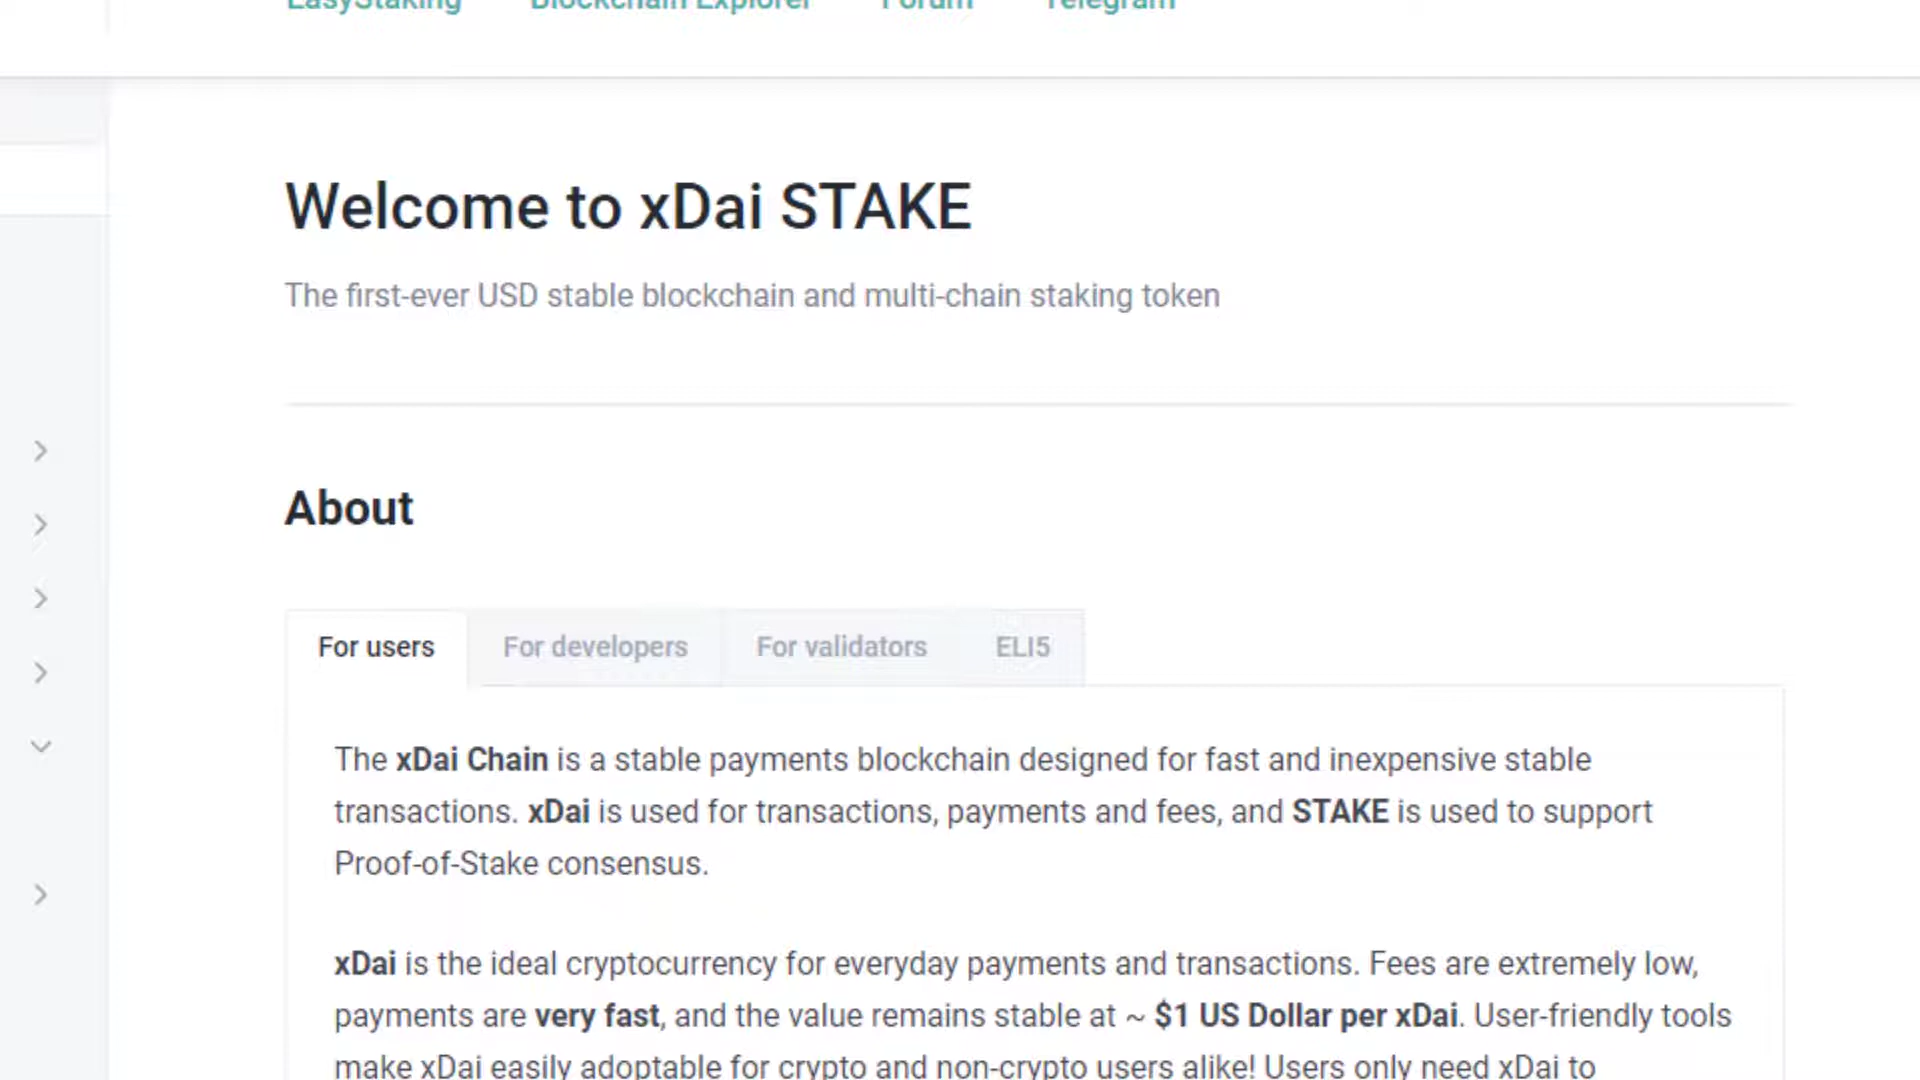 EasyStaking Blockchain Explorer Forum Telegram
Welcome to xDai STAKE
The first-ever USD stable blockchain and multi-chain staking token
About
For users For developers For validators ELI5
The xDai Chain is a stable payments blockchain designed for fast and inexpensive stable
transactions. xDai is used for transactions, payments and fees, and STAKE is used to support
Proof-of-Stake consensus.
xDai is the ideal cryptocurrency for everyday payments and transactions. Fees are extremely low,
payments are very fast, and the value remains stable at ~ $1 US Dollar per xDai. User-friendly tools
make xDai easily adoptable for crypto and non-crypto users alike! Users only need xDai to